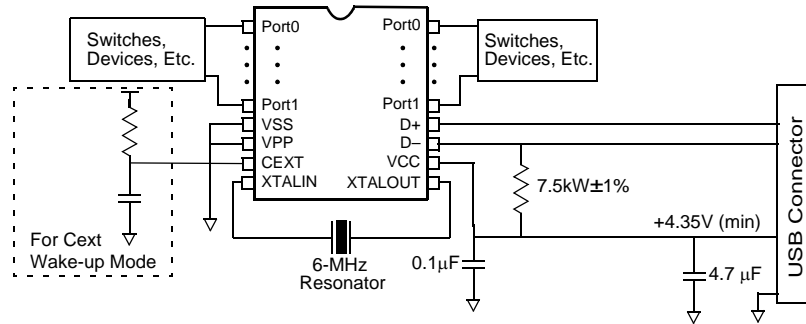 Switches,
Devices, Etc.
Port0
Port0
Switches,
Devices, Etc.
Port1
Port1
VSS
D+
VPP
D–
CEXT
VCC
XTALIN
XTALOUT
7.5kW±1%
+4.35V (min)
For Cext
Wake-up Mode
6-MHz
Resonator
0.1μF
4.7 μF
USB Connector